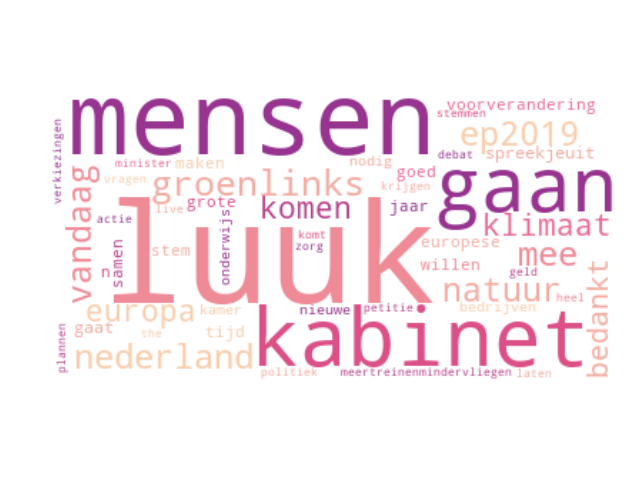 mensen
voorverandering
stemmen
ep2019
verkiezingen
debat
spreekjeuit
minister
maken
nodig
goed
gaan
vandaag
vragen
groenlinks
krijgen
live
grote
komen
jaar
klimaat
actie
luuk
onderwijs
komt
zorg
europese
mee
samen
stem
willen
geld
n
natuur
heel
bedankt
europa
kamer
nieuwe
petitie
bedrijven
kabinet
gaat
the
tijd
plannen
nederland
politiek
meertreinenmindervliegen
laten